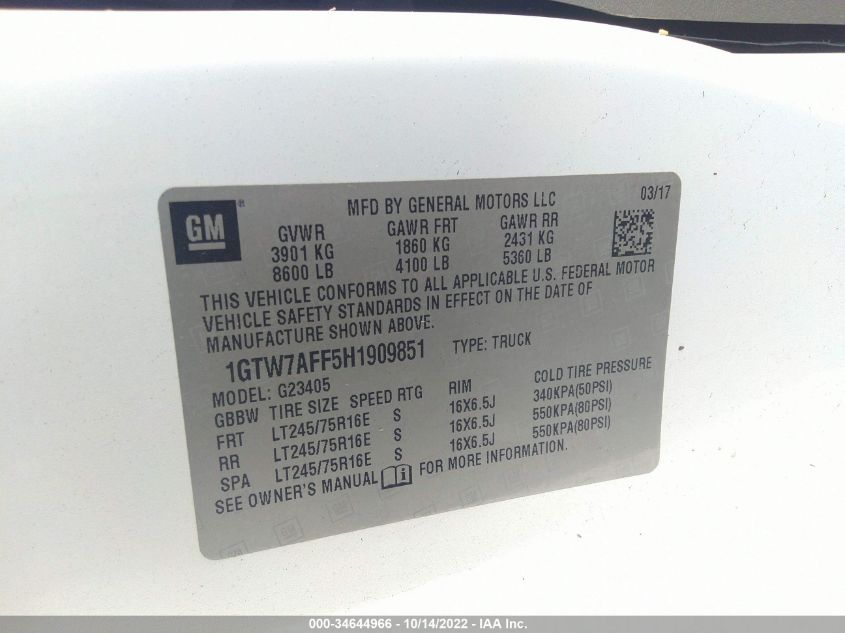 GM ®
MFD BY GENERAL MOTORS LLC
03/17
GVWR GAWR FRT GAWR RR
3901 KG 1860 KG 2431 KG
8600 LB 4100 LB 5360 LB
THIS VEHICLE CONFORMS TO ALL APPLICABLE U.S. FEDERAL MOTOR
VEHICLE SAFETY STANDARDS IN EFFECT ON THE DATE OF
MANUFACTURE SHOWN ABOVE.
1GTW7AFF5H1909851 TYPE: TRUCK
MODEL: G23405
GBBW TIRE SIZE SPEED RTG RIM COLD TIRE PRESSURE
FRT LT245/75R16E S 16X6.5J 340KPA(50PSI)
RR LT245/75R16E S 16X6.5J 550KPA(80PSI)
SPA LT245/75R16E S 16X6.5J 550KPA(80PSI)
SEE OWNER'S MANUAL FOR MORE INFORMATION.
000-34644966 - 10/14/2022 - IAA Inc.